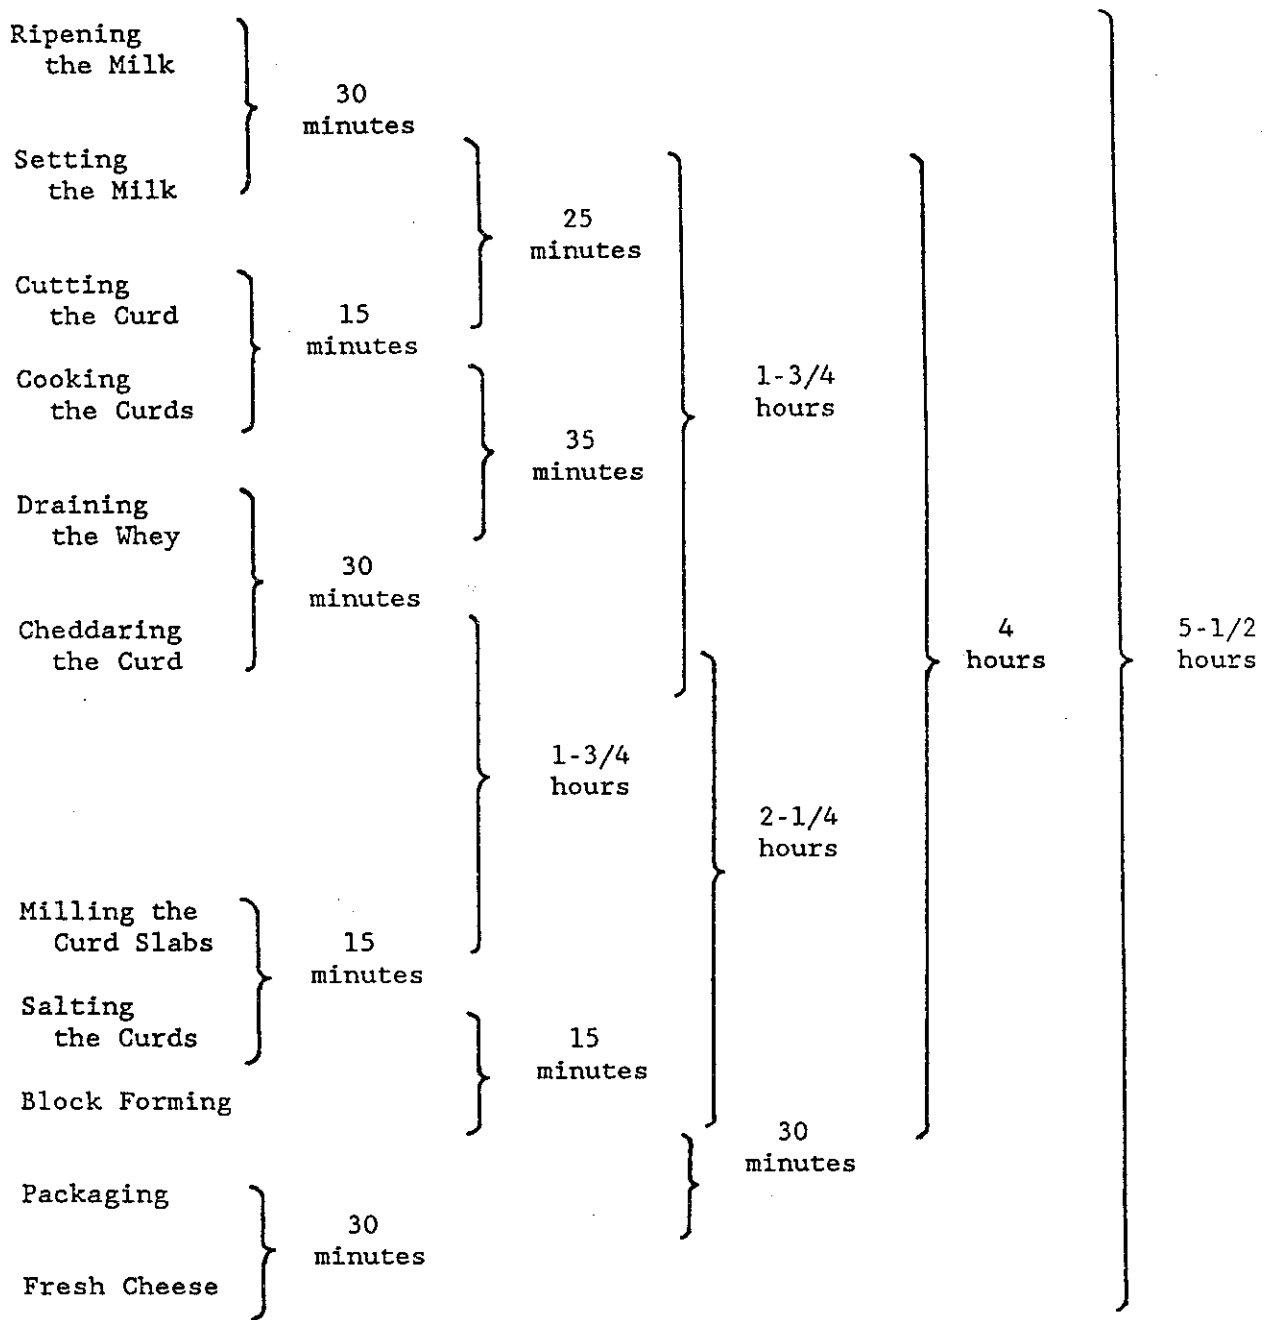 Ripening
the Milk
30
minutes
Setting
the Milk
25
minutes
Cutting
the Curd
15
minutes
Cooking
the Curds
1-3/4
hours
35
minutes
Draining
the Whey
30
minutes
Cheddaring
the Curd
4
hours
5-1/2
hours
1-3/4
hours
2-1/4
hours
Milling the
Curd Slabs
15
minutes
Salting
the Curds
15
minutes
Block Forming
30
minutes
Packaging
30
minutes
Fresh Cheese